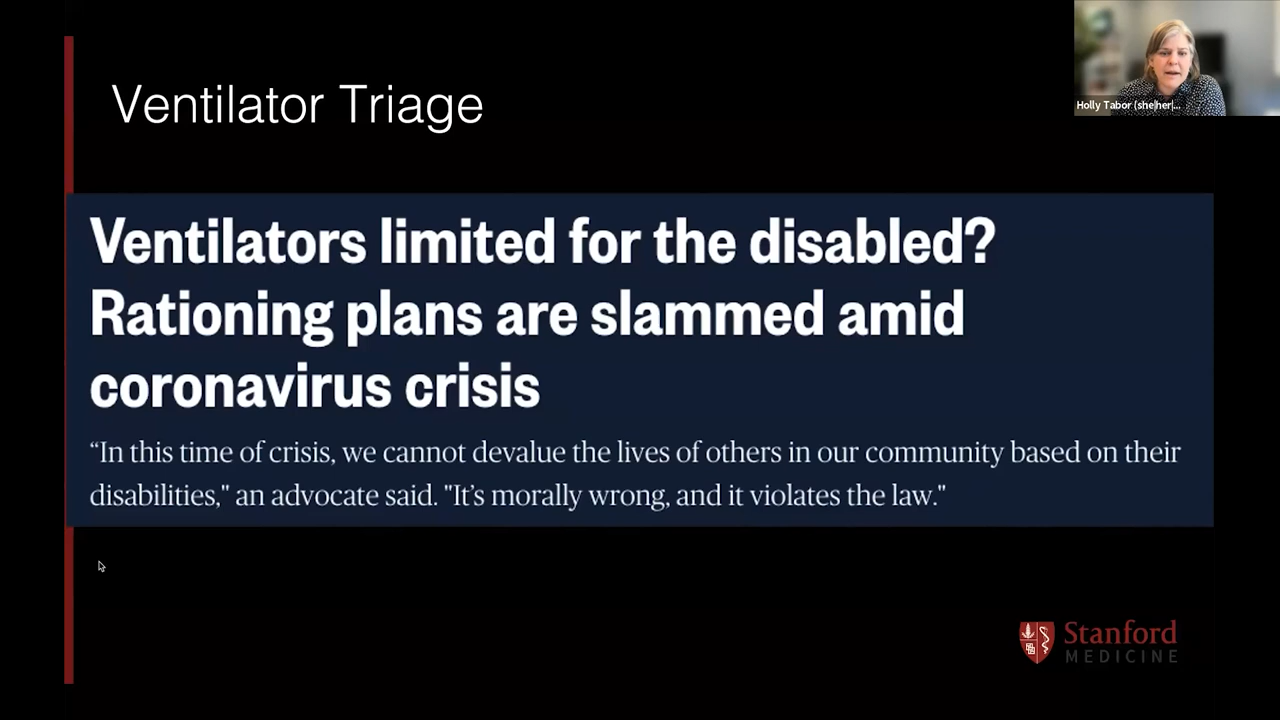 Ventilator Triage
Holly Tabor (she|her|...
Ventilators limited for the disabled?
Rationing plans are slammed amid
coronavirus crisis
“In this time of crisis, we cannot devalue the lives of others in our community based on their
disabilities," an advocate said. "It’s morally wrong, and it violates the law."
Stanford
MEDICINE